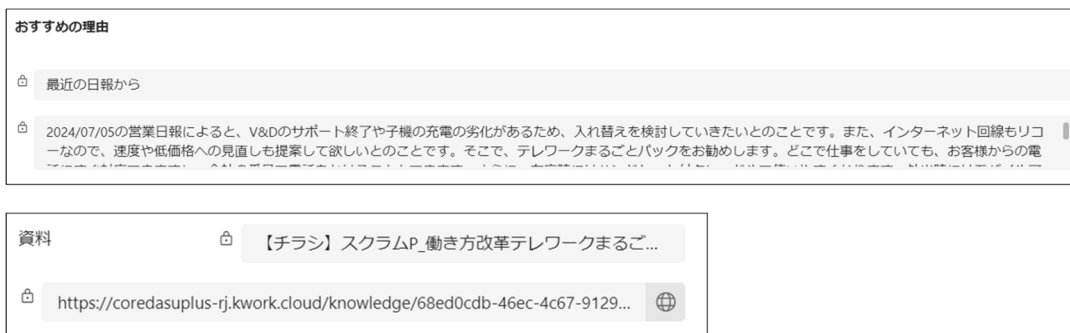 おすすめの理由
最近の日報から
2024/07/05の営業日報によると、V&Dのサポート終了や子機の充電の劣化があるため、入れ替えを検討していきたいとのことです。また、インターネット回線もリコ
ーなので、速度や低価格への見直しも提案して欲しいとのことです。そこで、テレワークまるごとパックをお勧めします。どこで仕事をしていても、お客様からの電
資料
【チラシ】スクラムP_働き方改革テレワークまるご...
https://coredasuplus-rj.kwork.cloud/knowledge/68ed0cdb-46ec-4c67-9129...